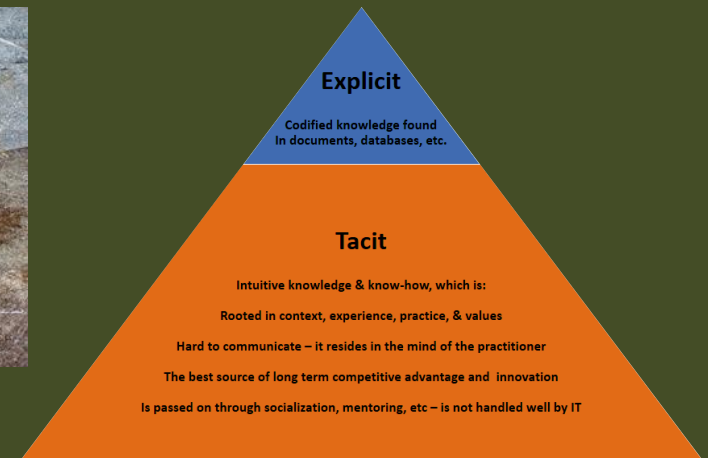 Explicit
Codified knowledge found
In documents, databases, etc.
Tacit
Intuitive knowledge & know-how, which is:
Rooted in context, experience, practice, & values
Hard to communicate – it resides in the mind of the practitioner
The best source of long term competitive advantage and  innovation
Is passed on through socialization, mentoring, etc – is not handled well by IT